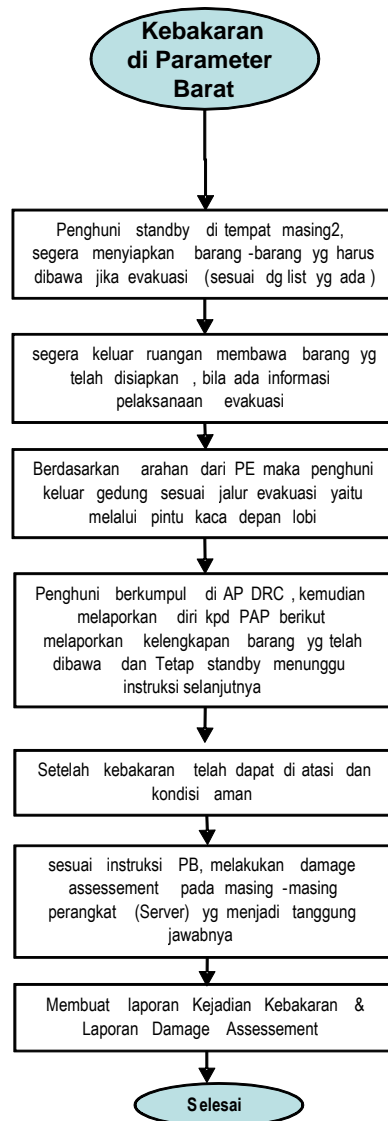 Kebakaran
di Parameter
Barat
Penghuni standby di tempat masing2,
segera menyiapkan barang -barang yg harus
dibawa jika evakuasi (sesuai dg list yg ada )
segera keluar ruangan membawa barang yg
telah disiapkan , bila ada informasi
pelaksanaan evakuasi
Berdasarkan arahan dari PE maka penghuni
keluar gedung sesuai jalur evakuasi yaitu
melalui pintu kaca depan lobi
Penghuni berkumpul di AP DRC , kemudian
melaporkan diri kpd PAP berikut
melaporkan kelengkapan barang yg telah
dibawa dan Tetap standby menunggu
instruksi selanjutnya
Setelah kebakaran telah dapat di atasi dan
kondisi aman
sesuai instruksi PB, melakukan damage
assessement pada masing -masing
perangkat (Server) yg menjadi tanggung
jawabnya
Membuat laporan Kejadian Kebakaran &
Laporan Damage Assessement
Selesai